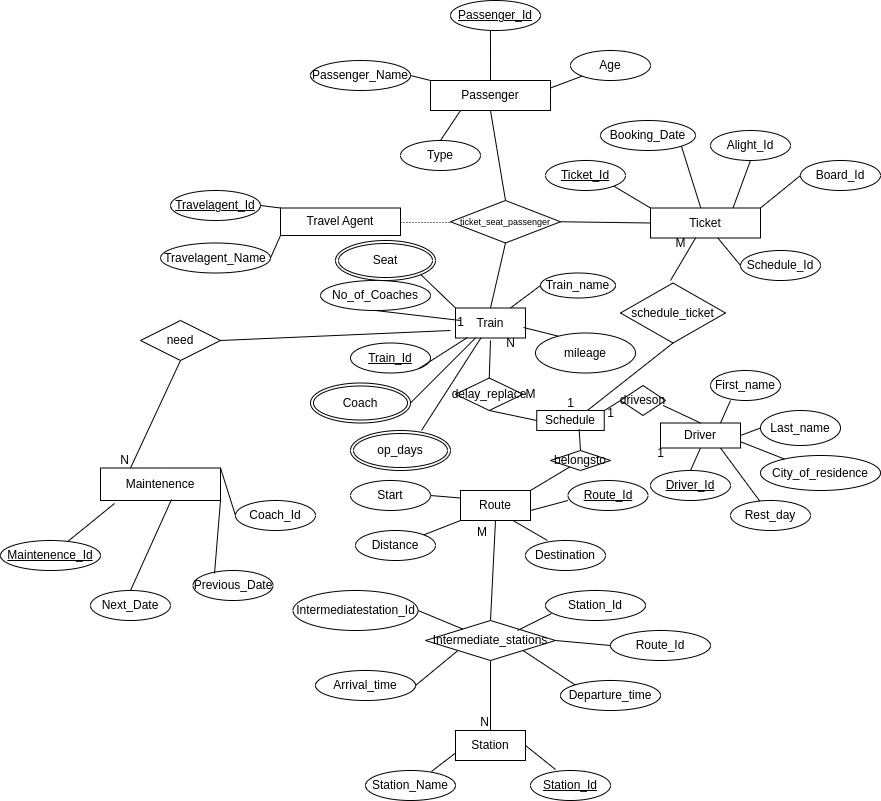 Passenger_Id
Passenger_Name
Age
Passenger
Type
Booking_Date
Alight_Id
Ticket_Id
Board_Id
Travelagent_Id
Travel Agent
ticket_seat_passenger
Ticket
M
Travelagent_Name
Seat
Schedule_Id
No_of_Coaches
Train_name
1
Train
schedule_ticket
need
N
mileage
Train_Id
Coach
delay_replace
M
1
driveson
First_name
1
Schedule
Driver
Last_name
op_days
1
belongsto
N
City_of_residence
Maintenence
Driver_Id
Start
Route
Route_Id
Coach_Id
Rest_day
M
Distance
Destination
Maintenence_Id
Previous_Date
Next_Date
Intermediatestation_Id
Station_Id
Intermediate_stations
Route_Id
Arrival_time
Departure_time
N
Station
Station_Name
Station_Id